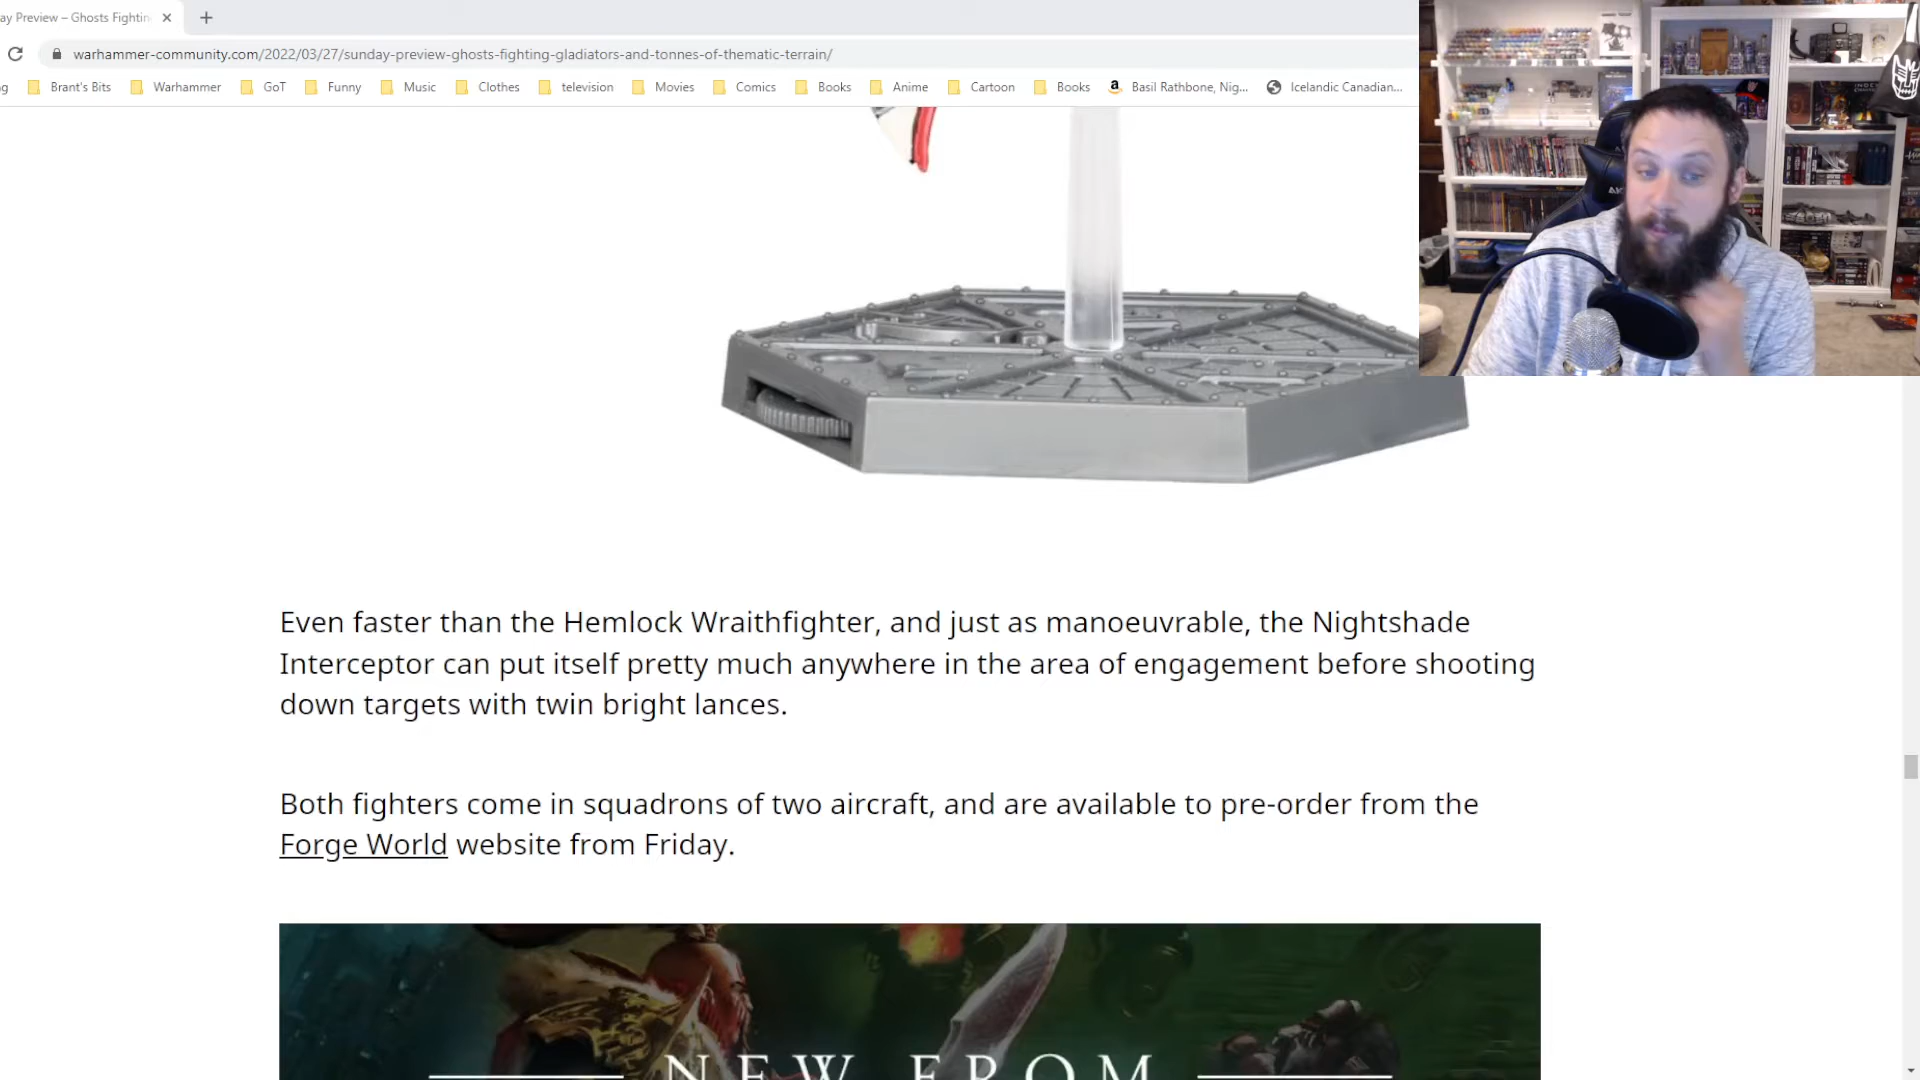 ay Preview – Ghosts Fightin
warhammer-community.com/2022/03/27/sunday-preview-ghosts-fighting-gladiators-and-tonnes-of-thematic-terrain/
g Brant's Bits Warhammer GoT Funny Music Clothes television Movies Comics Books Anime Cartoon Books Basil Rathbone, Nig... Icelandic Canadian...
Even faster than the Hemlock Wraithfighter, and just as manoeuvrable, the Nightshade
Interceptor can put itself pretty much anywhere in the area of engagement before shooting
down targets with twin bright lances.
Both fighters come in squadrons of two aircraft, and are available to pre-order from the
Forge World website from Friday.
NEW FROM